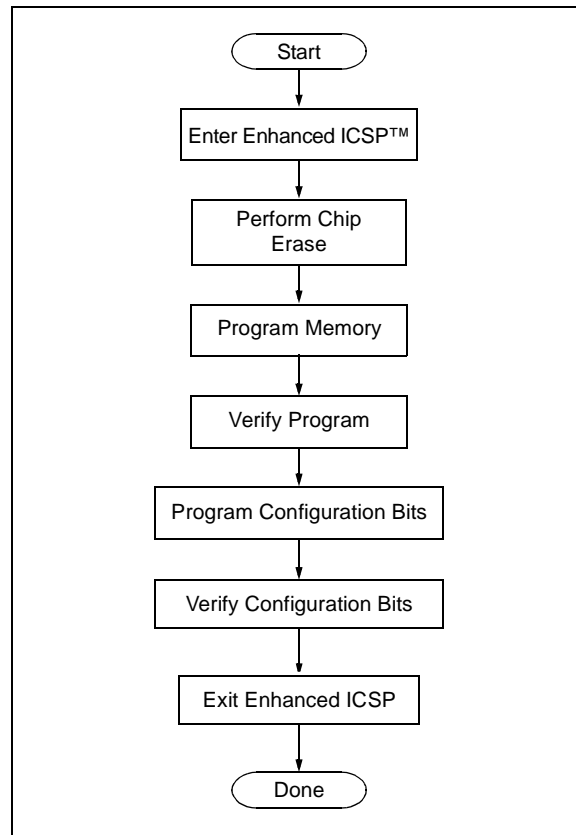 Start
Enter Enhanced ICSP™
Perform Chip
Erase
Program Memory
Verify Program
Program Configuration Bits
Verify Configuration Bits
Exit Enhanced ICSP
Done